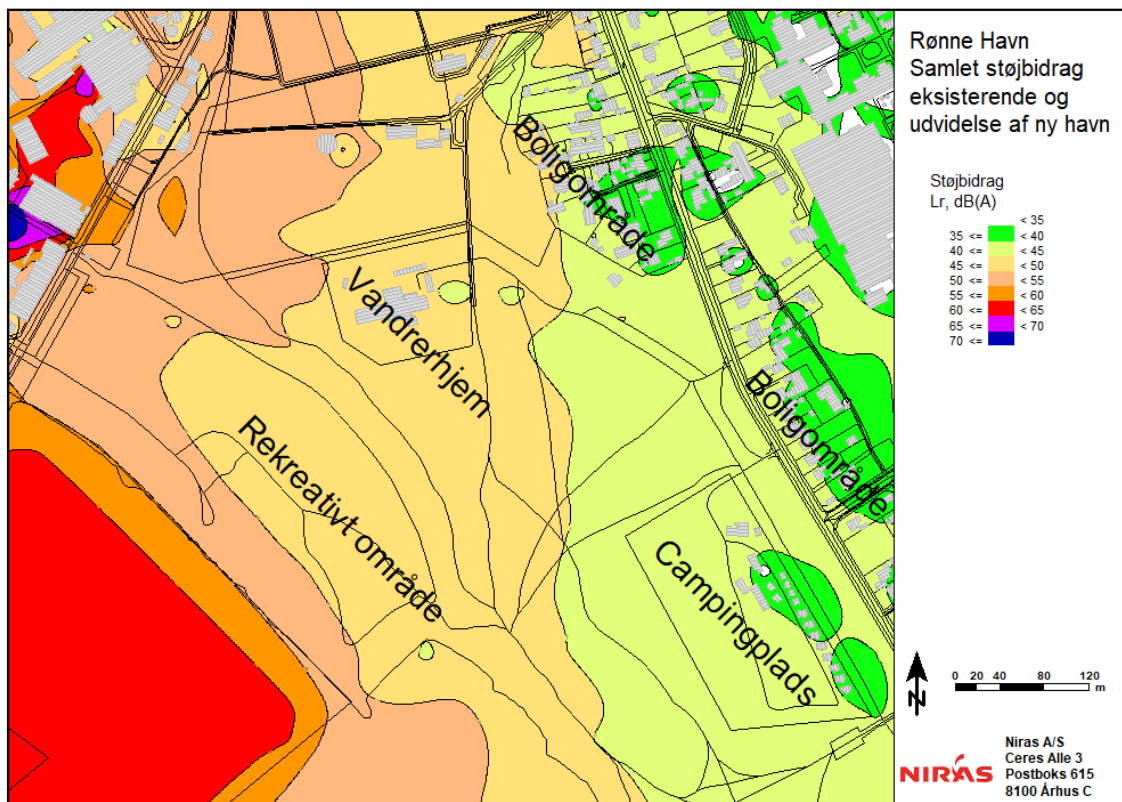 Rønne Havn
Samlet støjbidrag
eksisterende og
udvidelse af ny havn
Støjbidrag
Lr, dB(A)
< 35
35 <= < 40
40 <= < 45
45 <= < 50
50 <= < 55
55 <= < 60
60 <= < 65
65 <= < 70
70 <=
Boligområde
Vandrerhjem
Boligområde
Rekreativt område
Campingplads
N
0 20 40 80 120
m
NIRAS
Niras A/S
Ceres Alle 3
Postboks 615
8100 Århus C